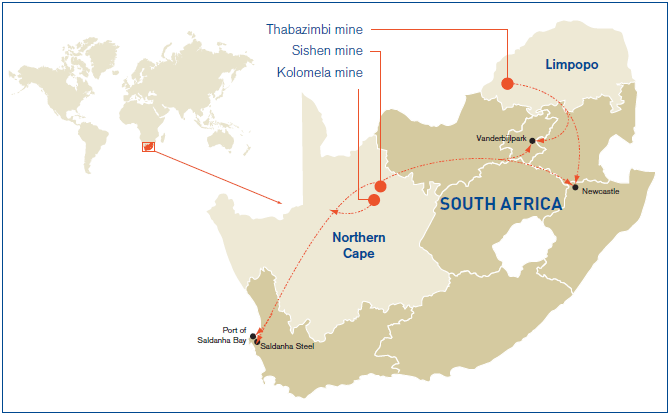 Thabazimbi mine
Sishen mine
Kolomela mine
Limpopo
Vanderbijlpark
Newcastle
SOUTH AFRICA
Northern
Cape
Port of
Saldanha Bay
Saldanha Steel